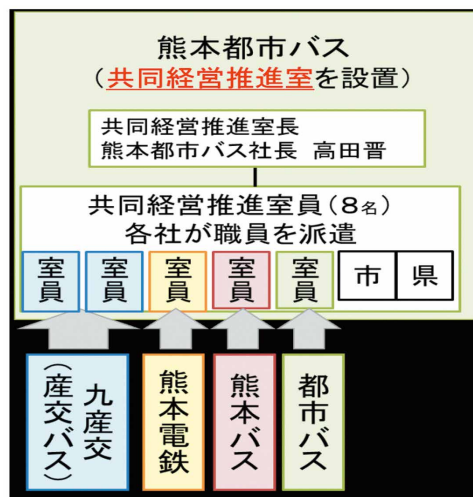 熊本都市バス
（共同経営推進室を設置）
共同経営推進室長
熊本都市バス社長 高田晋
共同経営推進室員（8名）
各社が職員を派遣
室員
室員
室員
室員
室員
市
県
九産交
（産交バス）
熊本電鉄
熊本バス
都市バス